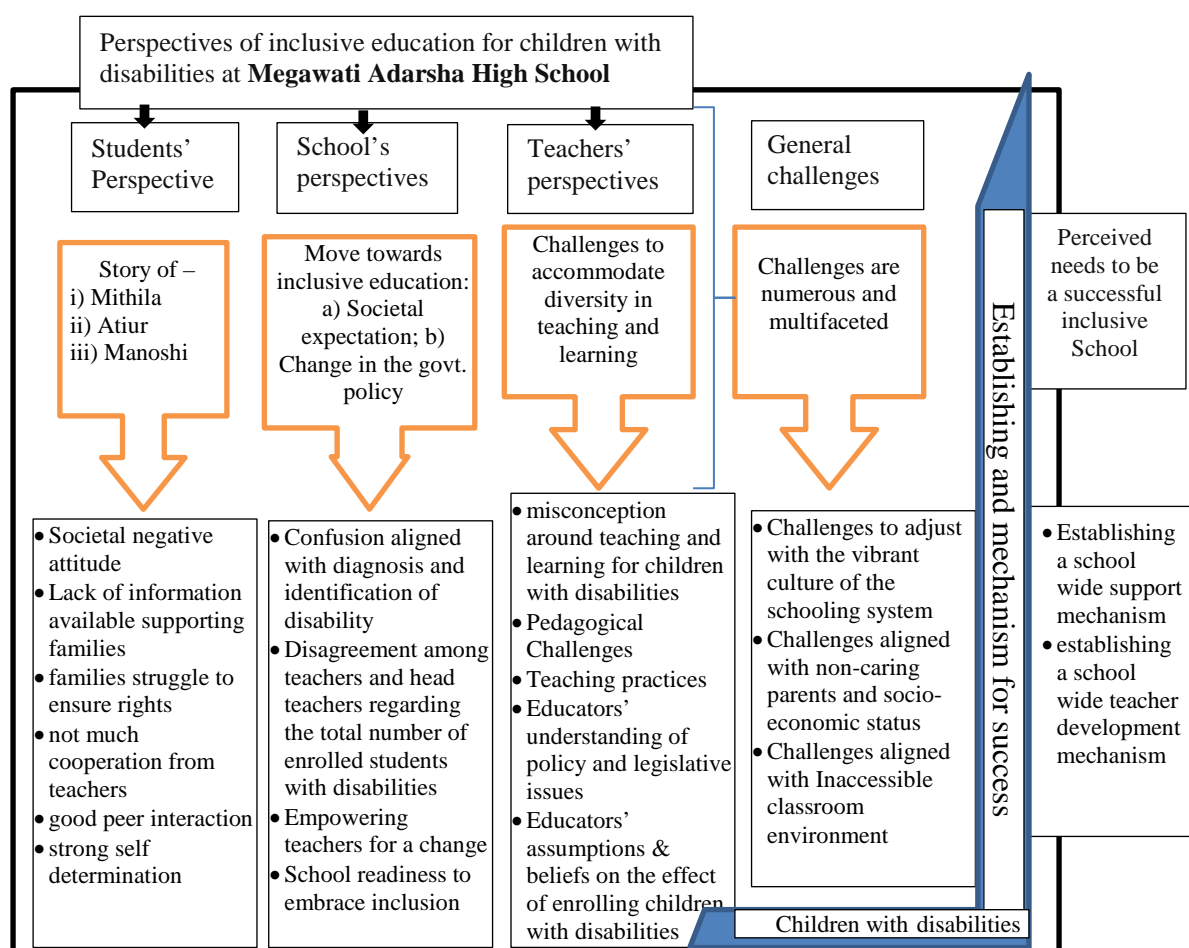 Perspectives of inclusive education for children with
disabilities at Megawati Adarsha High School
Students'
Perspective
School's
perspectives
Teachers'
perspectives
General
challenges
Story of –
i) Mithila
ii) Atiur
iii) Manoshi
Move towards
inclusive education:
a) Societal
expectation; b)
Change in the govt.
policy
Challenges to
accommodate
diversity in
teaching and
learning
Challenges are
numerous and
multifaceted
Perceived
needs to be
a successful
inclusive
School
Establishing and mechanism for success
• Societal negative
attitude
• Lack of information
available supporting
families
• families struggle to
ensure rights
• not much
cooperation from
teachers
• good peer interaction
• strong self
determination
• Confusion aligned
with diagnosis and
identification of
disability
• Disagreement among
teachers and head
teachers regarding
the total number of
enrolled students
with disabilities
• Empowering
teachers for a change
• School readiness to
embrace inclusion
• misconception
around teaching and
learning for children
with disabilities
• Pedagogical
Challenges
• Teaching practices
• Educators'
understanding of
policy and legislative
issues
• Educators'
assumptions &
beliefs on the effect
of enrolling children
with disabilities
• Challenges to adjust
with the vibrant
culture of the
schooling system
• Challenges aligned
with non-caring
parents and socio-
economic status
• Challenges aligned
with Inaccessible
classroom
environment
• Establishing
a school
wide support
mechanism
• establishing
a school
wide teacher
development
mechanism
Children with disabilities